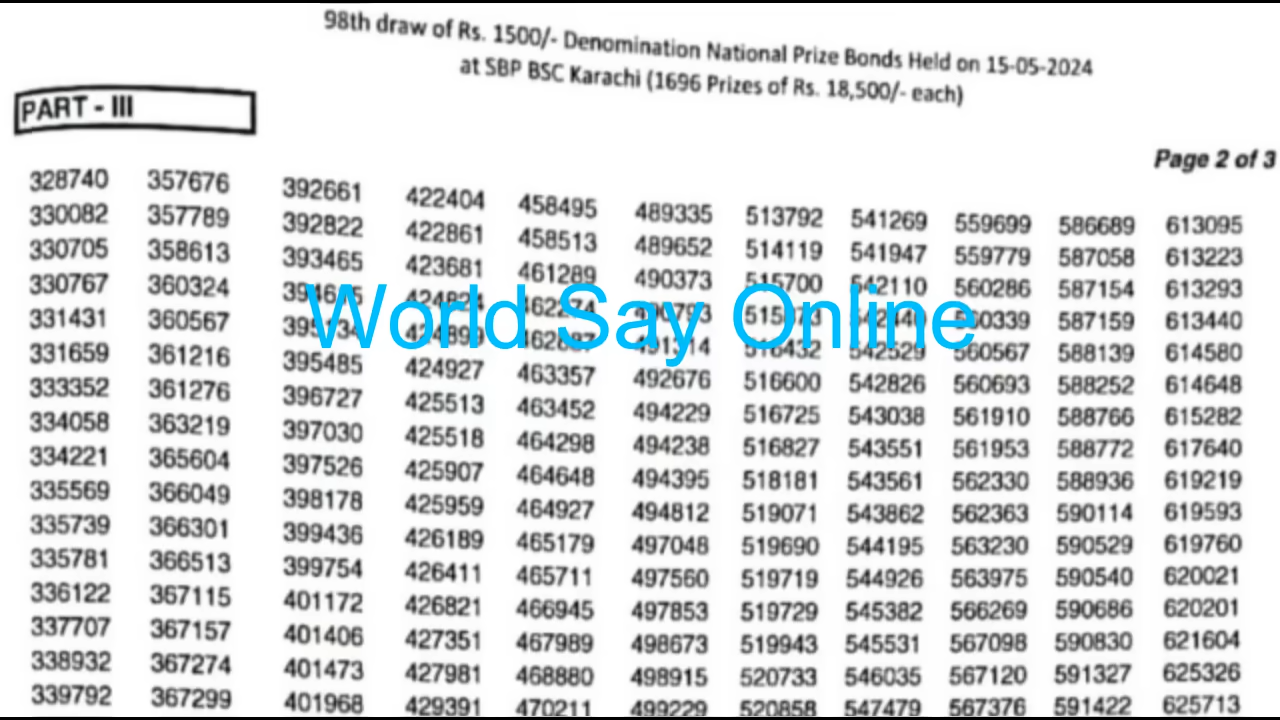 98th draw of Rs. 1500/- Denomination National Prize Bonds Held on 15-05-2024
at SBP BSC Karachi (1696 Prizes of Rs. 18,500/- each)
PART - III
Page 2 of 3
328740 357676 392661 422404 458495 489335 513792 541269 559699 586689 613095
330082 357789 392822 422861 458513 489652 514119 541947 559779 587058 613223
330705 358613 393465 423681 461289 490373 515700 542110 560286 587154 613293
330767 360324 587159 613440
331431 360567 560567 588139 614580
World Say Online
331659 361216 395485 424927 463357 492676 516600 542826 560693 588252 614648
333352 361276 396727 425513 463452 494229 516725 543038 561910 588766 615282
334058 363219 397030 425518 464298 494238 516827 543551 561953 588772 617640
334221 365604 397526 425907 464648 494395 518181 543561 562330 588936 619219
335569 366049 398178 425959 464927 494812 519071 543862 562363 590114 619593
335739 366301 399436 426189 465179 497048 519690 544195 563230 590529 619760
335781 366513 399754 426411 465711 497560 519719 544926 563975 590540 620021
336122 367115 401172 426821 466945 497853 519729 545382 566269 590686 620201
337707 367157 401406 427351 467989 498673 519943 545531 567098 590830 621604
338932 367274 401473 427981 468880 498915 520733 546035 567120 591327 625326
339792 367299 401968 429391 470211 499229 520858 547479 567376 591422 625713